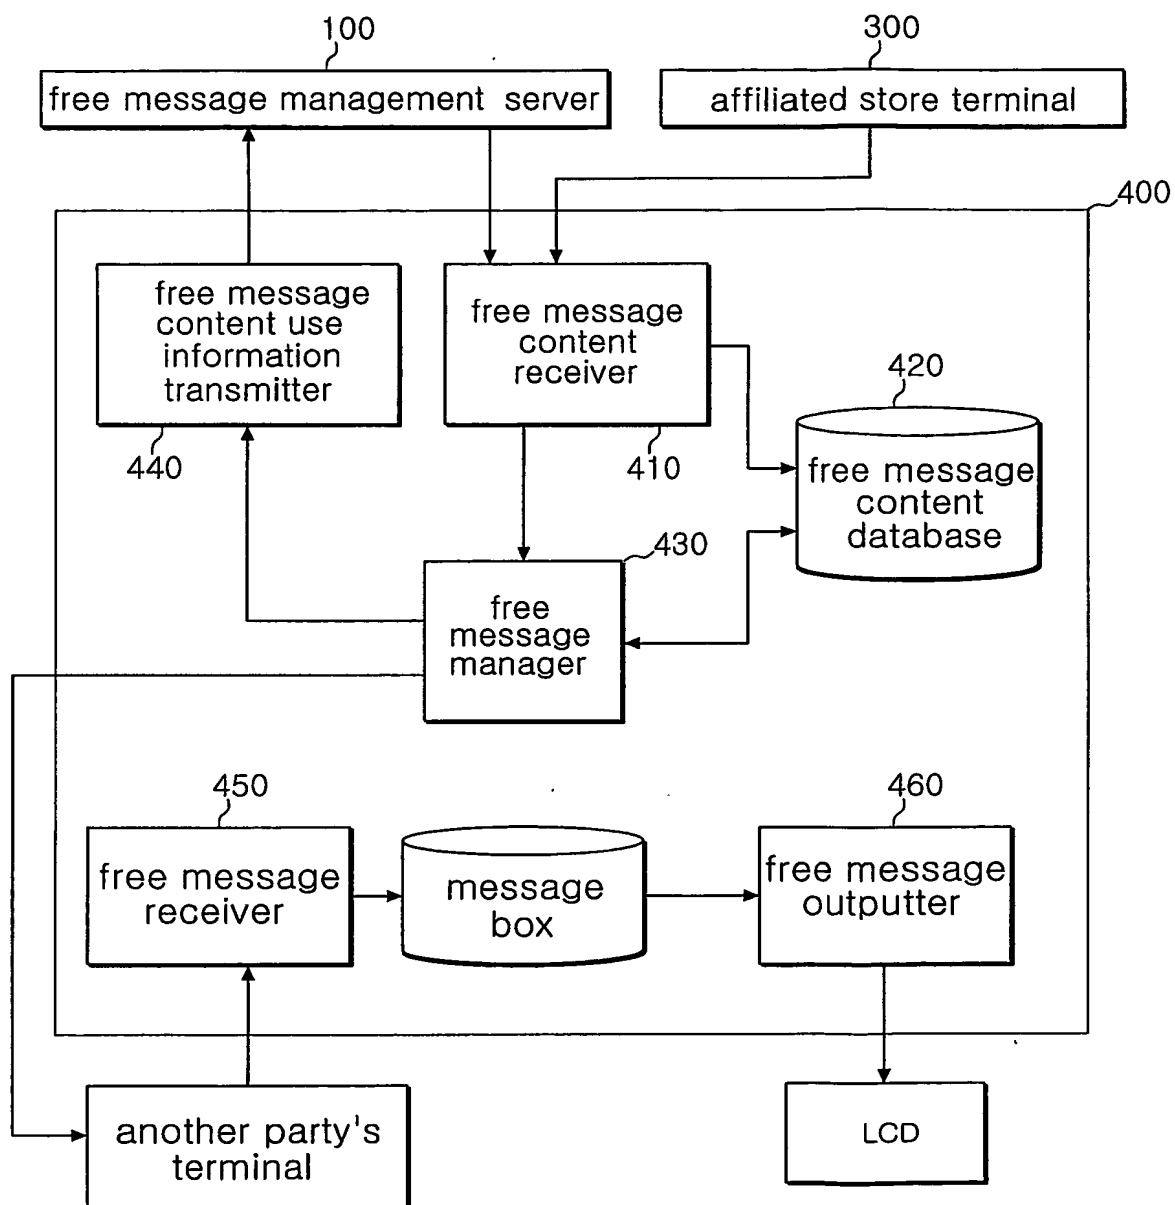 100
300
free message management server
affiliated store terminal
400
free message
content use
information
transmitter
free message
content
receiver
420
440
410
free message
content
database
430
free
message
manager
450
460
free message
receiver
message
box
free message
outputter
another party's
terminal
LCD